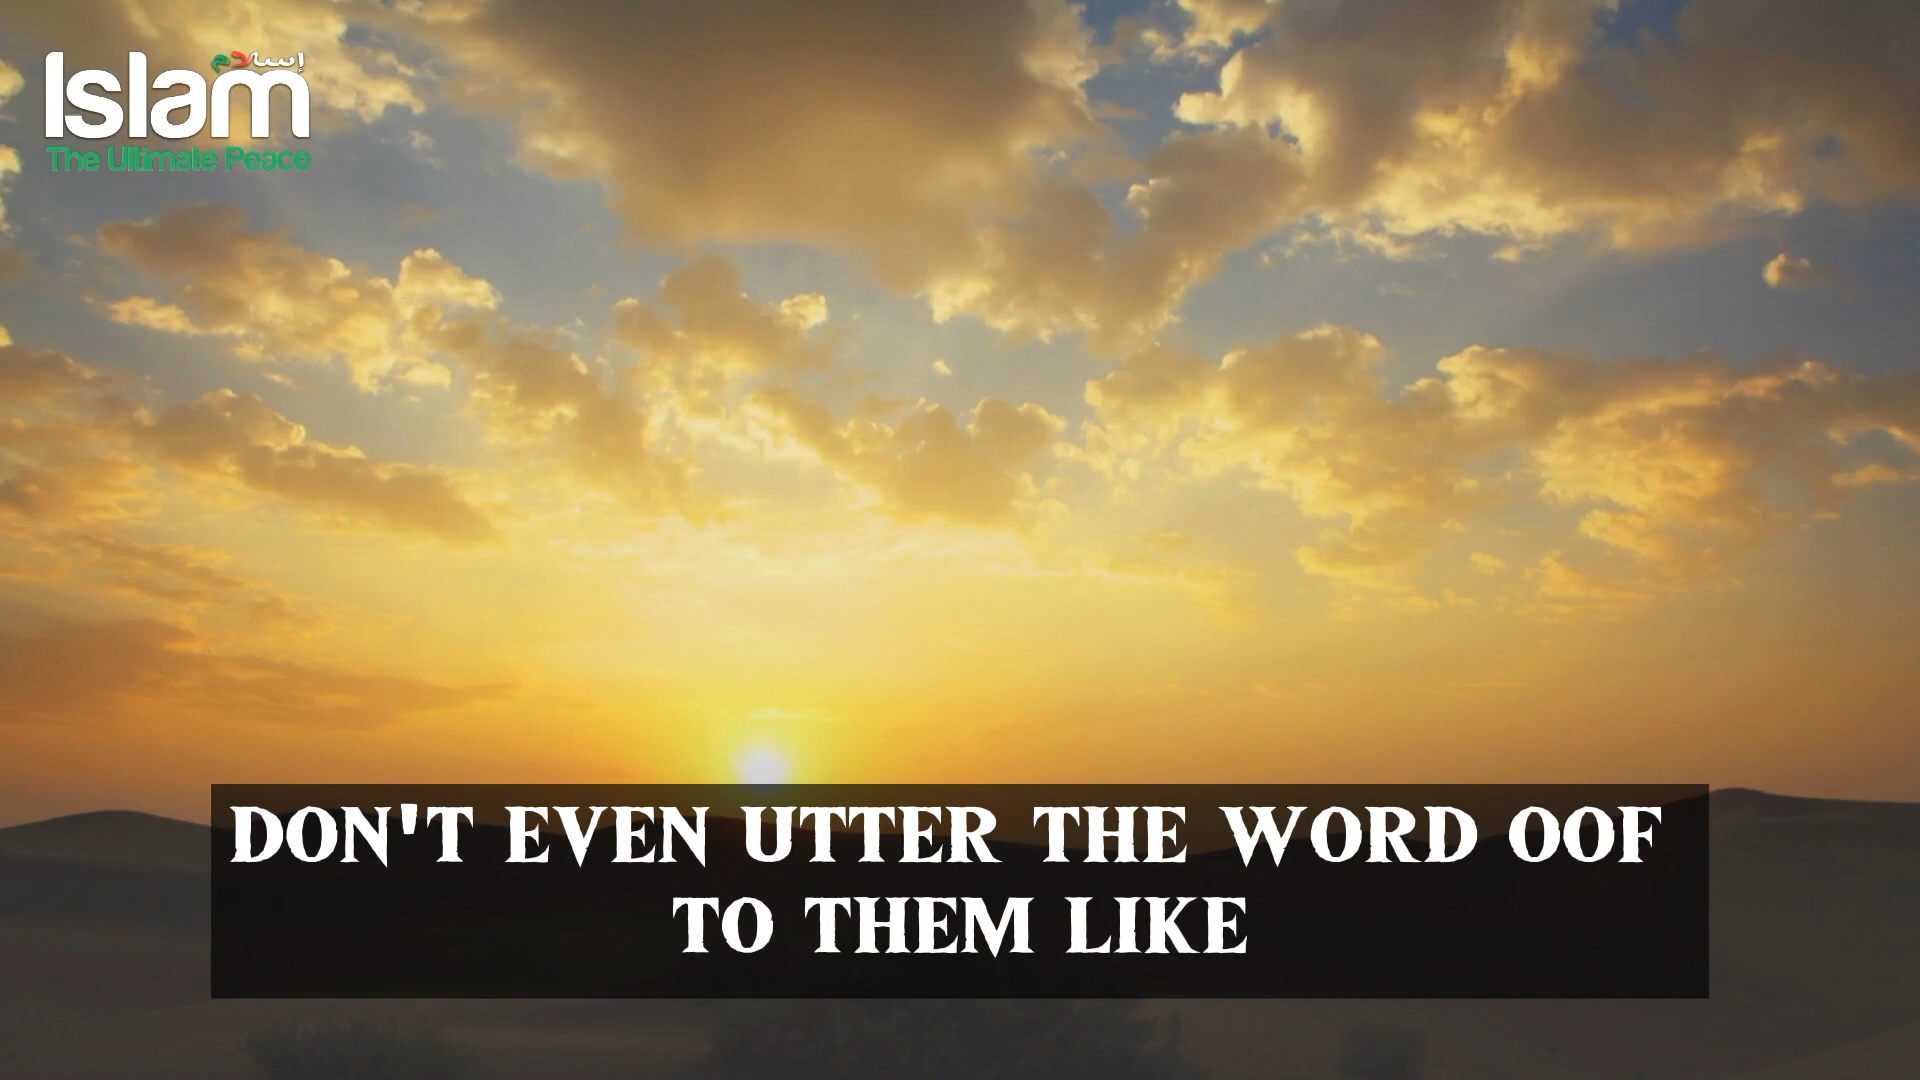 إسلام
Islam
The Ultimate Peace
DON'T EVEN UTTER THE WORD OOF
TO THEM LIKE